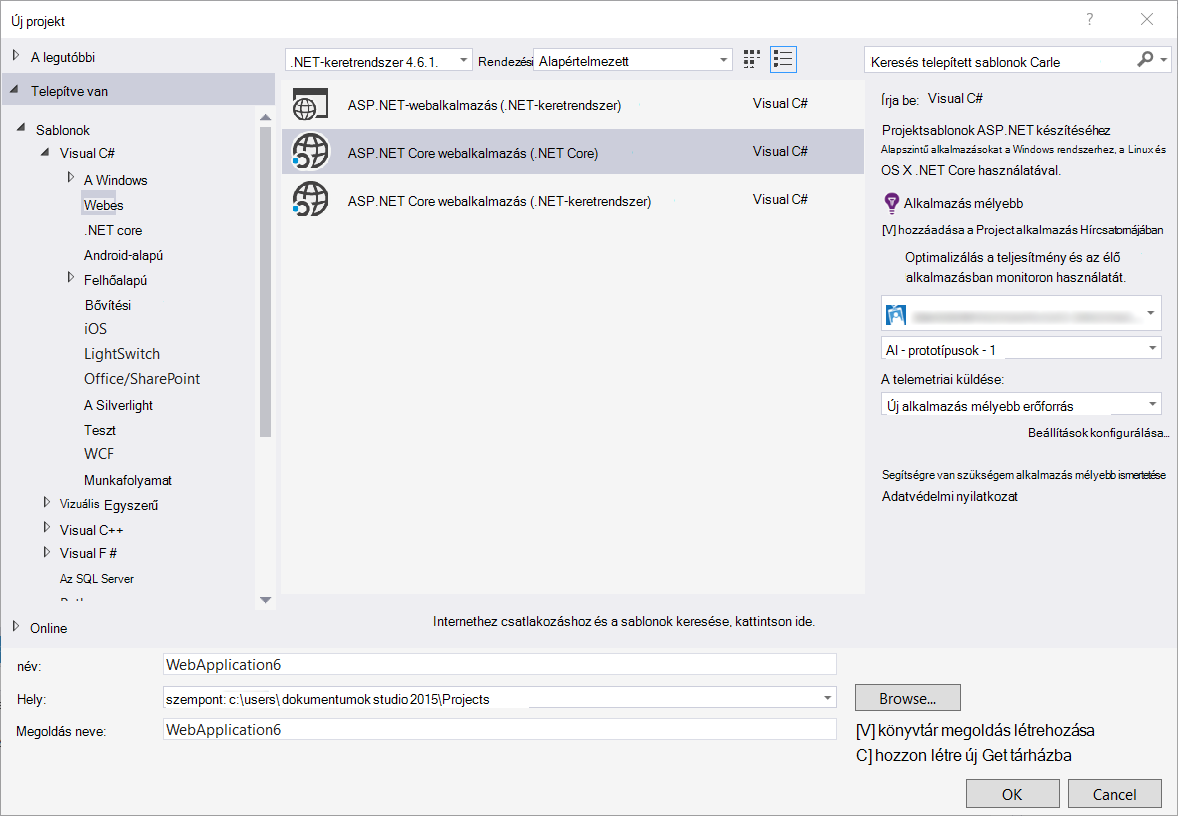 Új projekt
?
A legutóbbi
Telepítve van
Sablonok
Visual C#
A Windows
Webes
.NET core
Android-alapú
Felhőalapú
Bővítési
iOS
LightSwitch
Office/SharePoint
A Silverlight
Teszt
WCF
Munkafolyamat
Vizuális Egyszerű
Visual C++
Visual F #
Az SQL Server
Online
.NET-keretrendszer 4.6.1.
Rendezési Alapértelmezett
ASP.NET-webalkalmazás (.NET-keretrendszer) Visual C#
ASP.NET Core webalkalmazás (.NET Core) Visual C#
ASP.NET Core webalkalmazás (.NET-keretrendszer) Visual C#
Internethez csatlakozáshoz és a sablonok keresése, kattintson ide.
Keresés telepített sablonok Carle
Írja be: Visual C#
Projektsablonok ASP.NET készítéséhez
Alapszintű alkalmazásokat a Windows rendszerhez, a Linux és
OS X .NET Core használatával.
Alkalmazás mélyebb
[V] hozzáadása a Project alkalmazás Hírcsatornájában
Optimalizálás a teljesítmény és az élő
alkalmazásban monitoron használatát.
AI - prototípusok - 1
A telemetriai küldése:
Új alkalmazás mélyebb erőforrás
Beállítások konfigurálása...
Segítségre van szükségem alkalmazás mélyebb ismertetése
Adatvédelmi nyilatkozat
név: WebApplication6
Hely: szempont: c:\users\ dokumentumok studio 2015\Projects
Browse...
Megoldás neve: WebApplication6
[V] könyvtár megoldás létrehozása
C] hozzon létre új Get tárházba
OK
Cancel